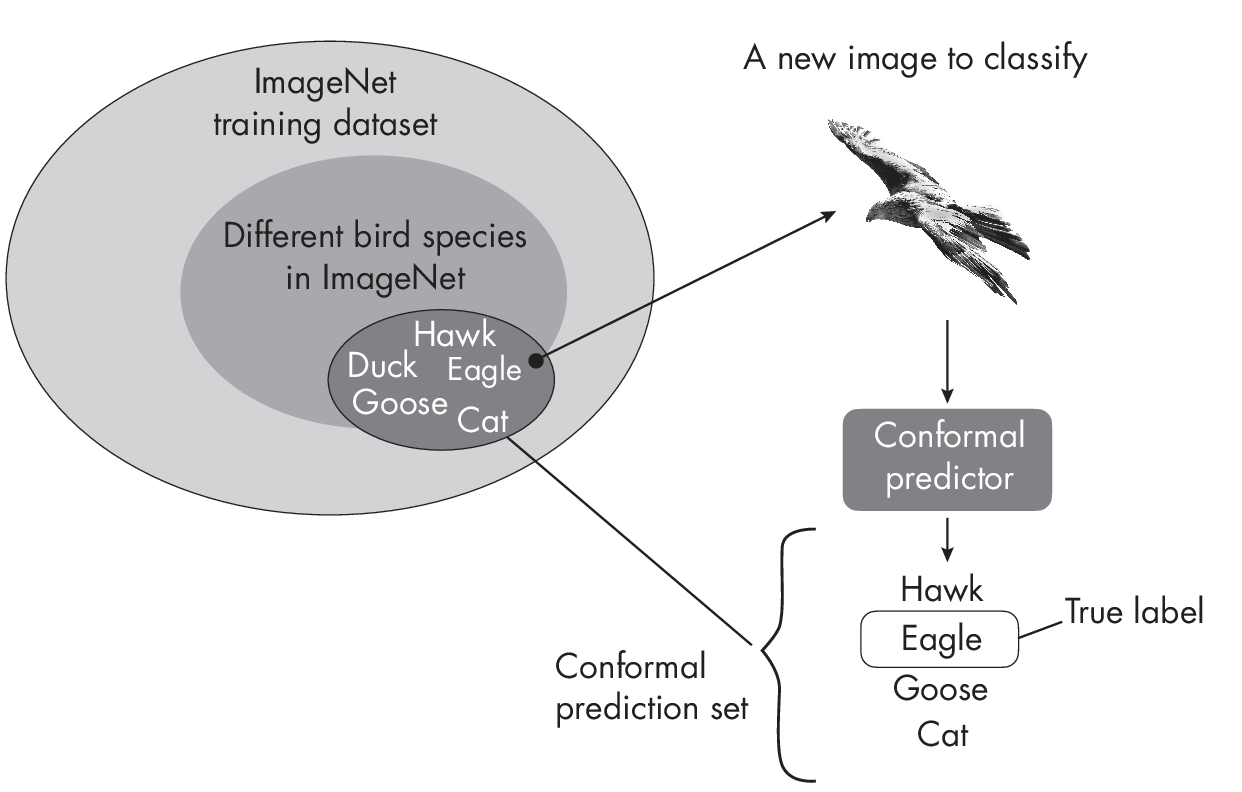 ImageNet
training dataset
Different bird species
in ImageNet
Hawk
Duck Eagle
Goose
Cat
A new image to classify
Conformal
predictor
Hawk
Eagle
True label
Goose
Cat
Conformal
prediction set